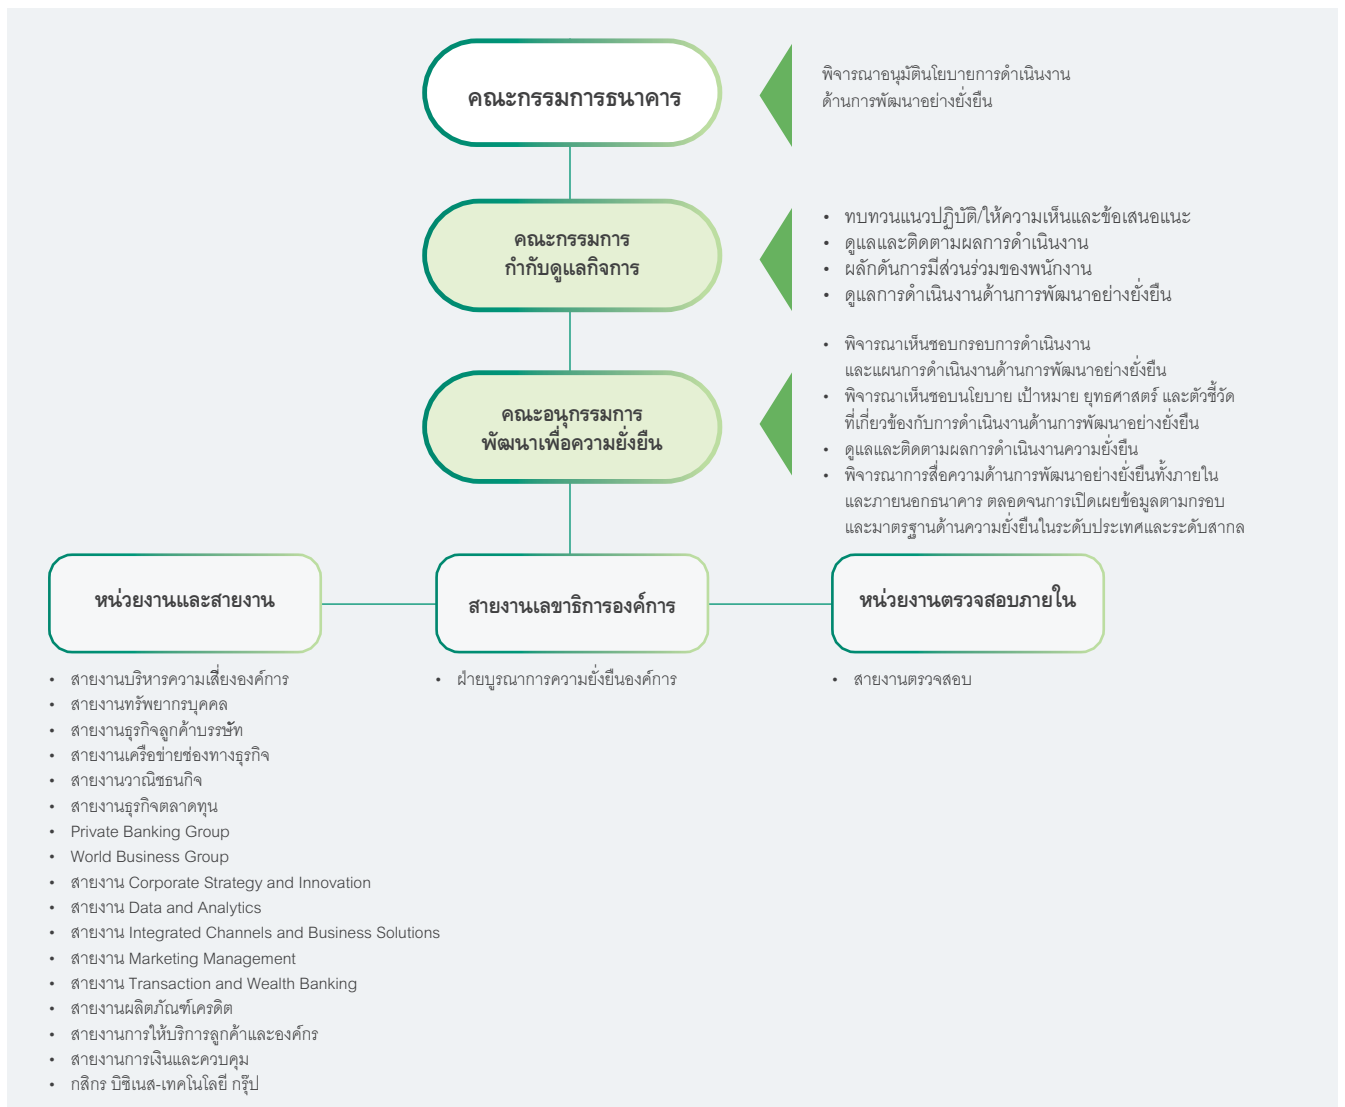 คณะกรรมการธนาคาร
พิจารณาอนุมัตินโยบายการดำเนินงาน
ด้านการพัฒนาอย่างยั่งยืน
คณะกรรมการ
กำกับดูแลกิจการ
• ทบทวนแนวปฏิบัติ/ให้ความเห็นและข้อเสนอแนะ
• ดูแลและติดตามผลการดำเนินงาน
• ผลักดันการมีส่วนร่วมของพนักงาน
• ดูแลการดำเนินงานด้านการพัฒนาอย่างยั่งยืน
คณะอนุกรรมการ
พัฒนาเพื่อความยั่งยืน
• พิจารณาเห็นชอบกรอบการดำเนินงาน
และแผนการดำเนินงานด้านการพัฒนาอย่างยั่งยืน
• พิจารณาเห็นชอบนโยบาย เป้าหมาย ยุทธศาสตร์ และตัวชี้วัด
ที่เกี่ยวข้องกับการดำเนินงานด้านการพัฒนาอย่างยั่งยืน
• ดูแลและติดตามผลการดำเนินงานความยั่งยืน
• พิจารณาการสื่อความด้านการพัฒนาอย่างยั่งยืนทั้งภายใน
และภายนอกธนาคาร ตลอดจนการเปิดเผยข้อมูลตามกรอบ
และมาตรฐานด้านความยั่งยืนในระดับประเทศและระดับสากล
หน่วยงานและสายงาน
• สายงานบริหารความเสี่ยงองค์การ
• สายงานทรัพยากรบุคคล
• สายงานธุรกิจลูกค้าบรรษัท
• สายงานเครือข่ายช่องทางธุรกิจ
• สายงานวาณิชธนกิจ
• สายงานธุรกิจตลาดทุน
• Private Banking Group
• World Business Group
• สายงาน Corporate Strategy and Innovation
• สายงาน Data and Analytics
• สายงาน Integrated Channels and Business Solutions
• สายงาน Marketing Management
• สายงาน Transaction and Wealth Banking
• สายงานผลิตภัณฑ์เครดิต
• สายงานการให้บริการลูกค้าและองค์กร
• สายงานการเงินและควบคุม
• กสิกร บิซิเนส-เทคโนโลยี กรุ๊ป
สายงานเลขาธิการองค์การ
• ฝ่ายบูรณาการความยั่งยืนองค์การ
หน่วยงานตรวจสอบภายใน
• สายงานตรวจสอบ